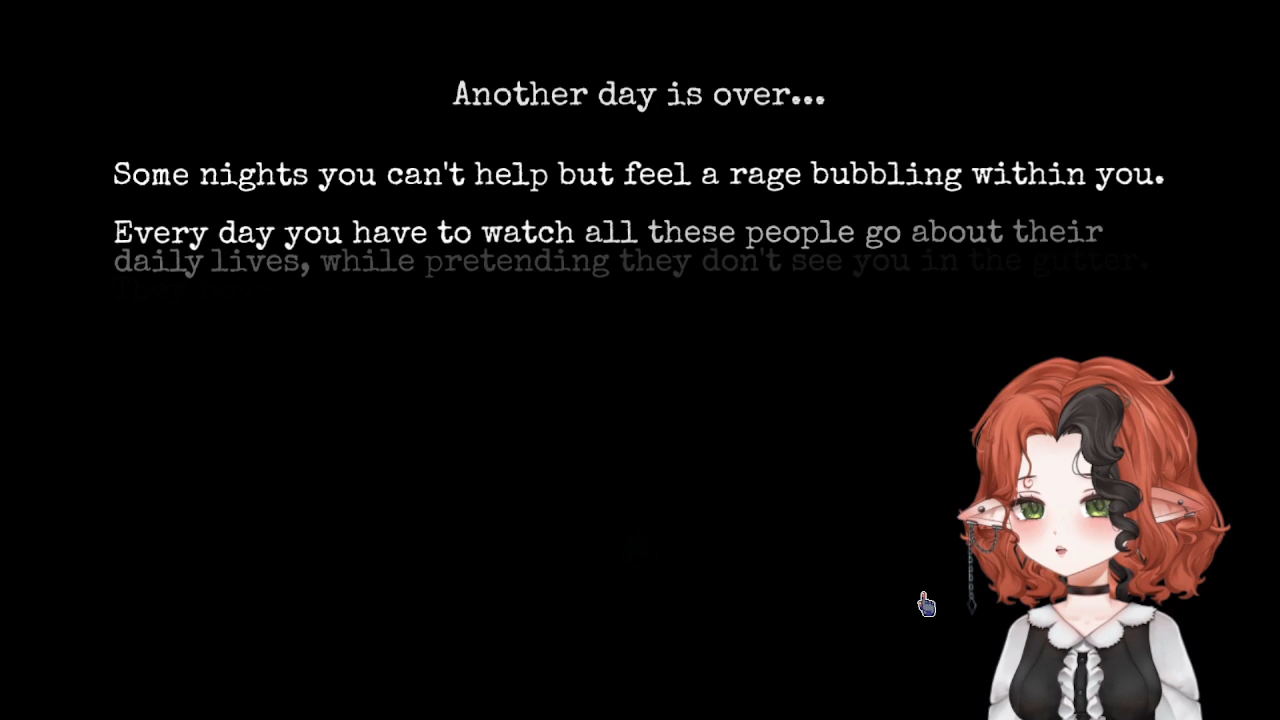 Another day is over...
Some nights you can't help but feel a rage bubbling within you.
Every day you have to watch all these people go about their
daily lives, while pretending they don't see you in the gutter.